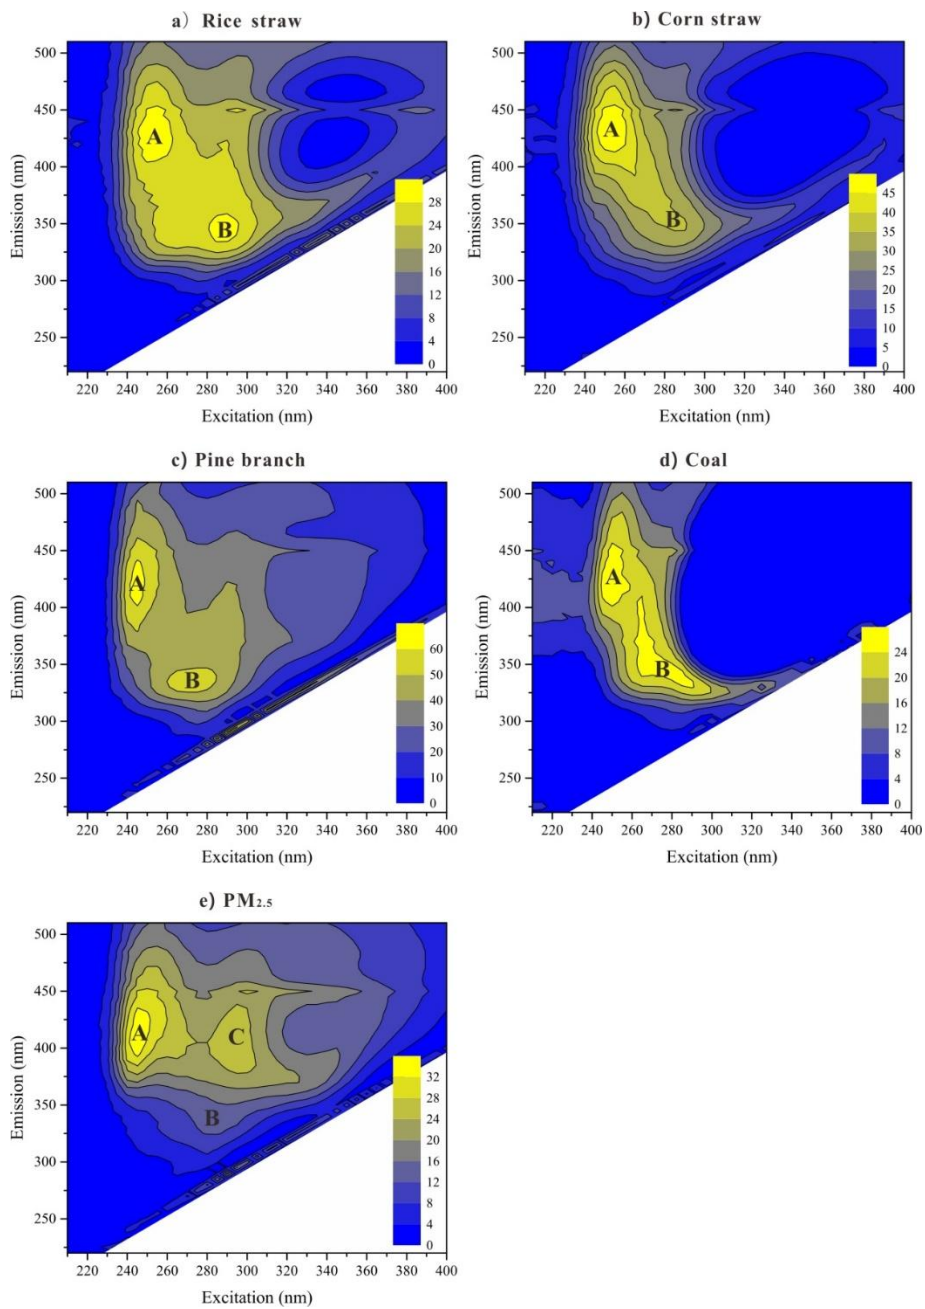 a) Rice straw
500
450
400
350
300
250
Emission (nm)
A
B
28
24
20
16
12
8
4
0
220 240 260 280 300 320 340 360 380 400
Excitation (nm)
b) Corn straw
500
450
400
350
300
250
Emission (nm)
A
B
45
40
35
30
25
20
15
10
5
0
220 240 260 280 300 320 340 360 380 400
Excitation (nm)
c) Pine branch
500
450
400
350
300
250
Emission (nm)
A
B
60
50
40
30
20
10
0
220 240 260 280 300 320 340 360 380 400
Excitation (nm)
d) Coal
500
450
400
350
300
250
Emission (nm)
A
B
24
20
16
12
8
4
0
220 240 260 280 300 320 340 360 380 400
Excitation (nm)
e) PM2.5
500
450
400
350
300
250
Emission (nm)
A
C
B
32
28
24
20
16
12
8
4
0
220 240 260 280 300 320 340 360 380 400
Excitation (nm)